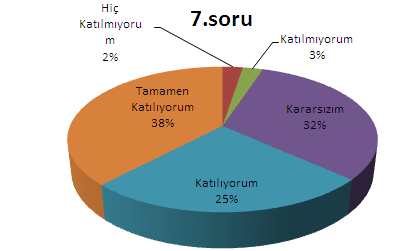 7.soru
Hiç
Katılmıyoru
m
2%
Katılmıyorum
3%
Kararsızım
32%
Katılıyorum
25%
Tamamen
Katılıyorum
38%